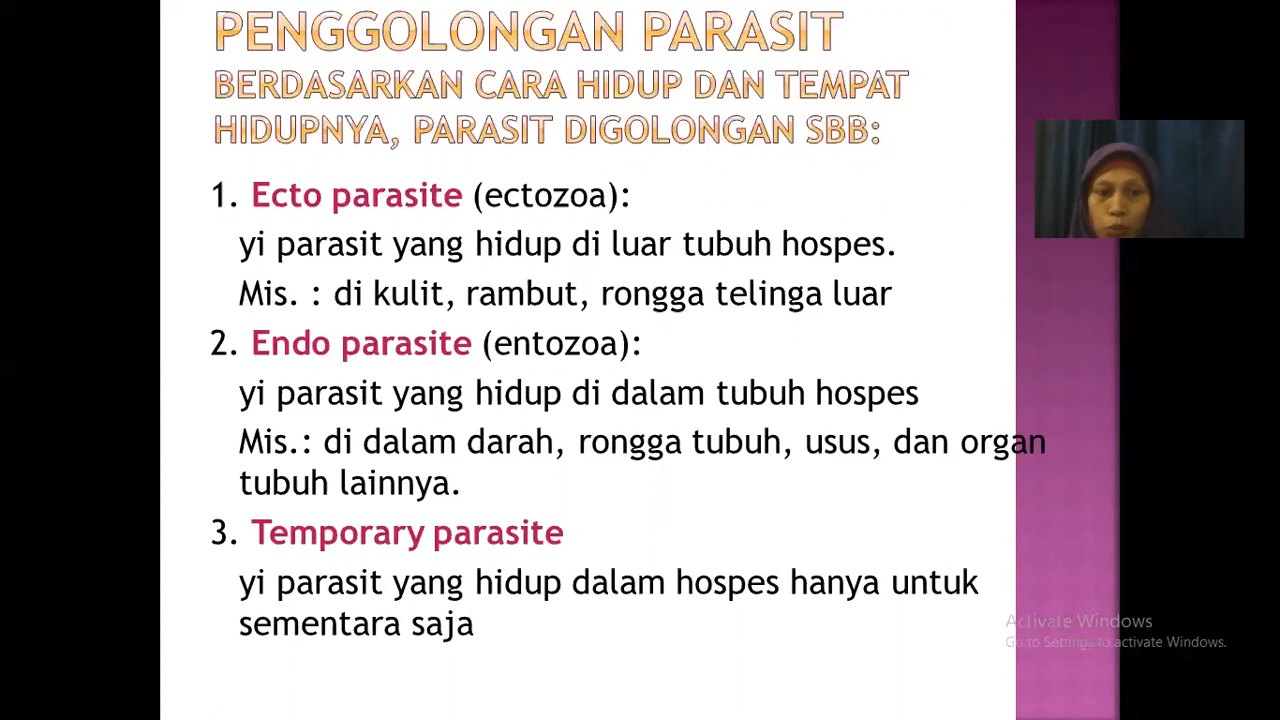 PENGGOLONGAN PARASIT
BERDASARKAN CARA HIDUP DAN TEMPAT
HIDUPNYA, PARASIT DIGOLONGAN SBB:
1. Ecto parasite (ectozoa):
yi parasit yang hidup di luar tubuh hospes.
Mis. : di kulit, rambut, rongga telinga luar
2. Endo parasite (entozoa):
yi parasit yang hidup di dalam tubuh hospes
Mis.: di dalam darah, rongga tubuh, usus, dan organ
tubuh lainnya.
3. Temporary parasite
yi parasit yang hidup dalam hospes hanya untuk
sementara saja
Activate Windows
Go to Settings to activate Windows.